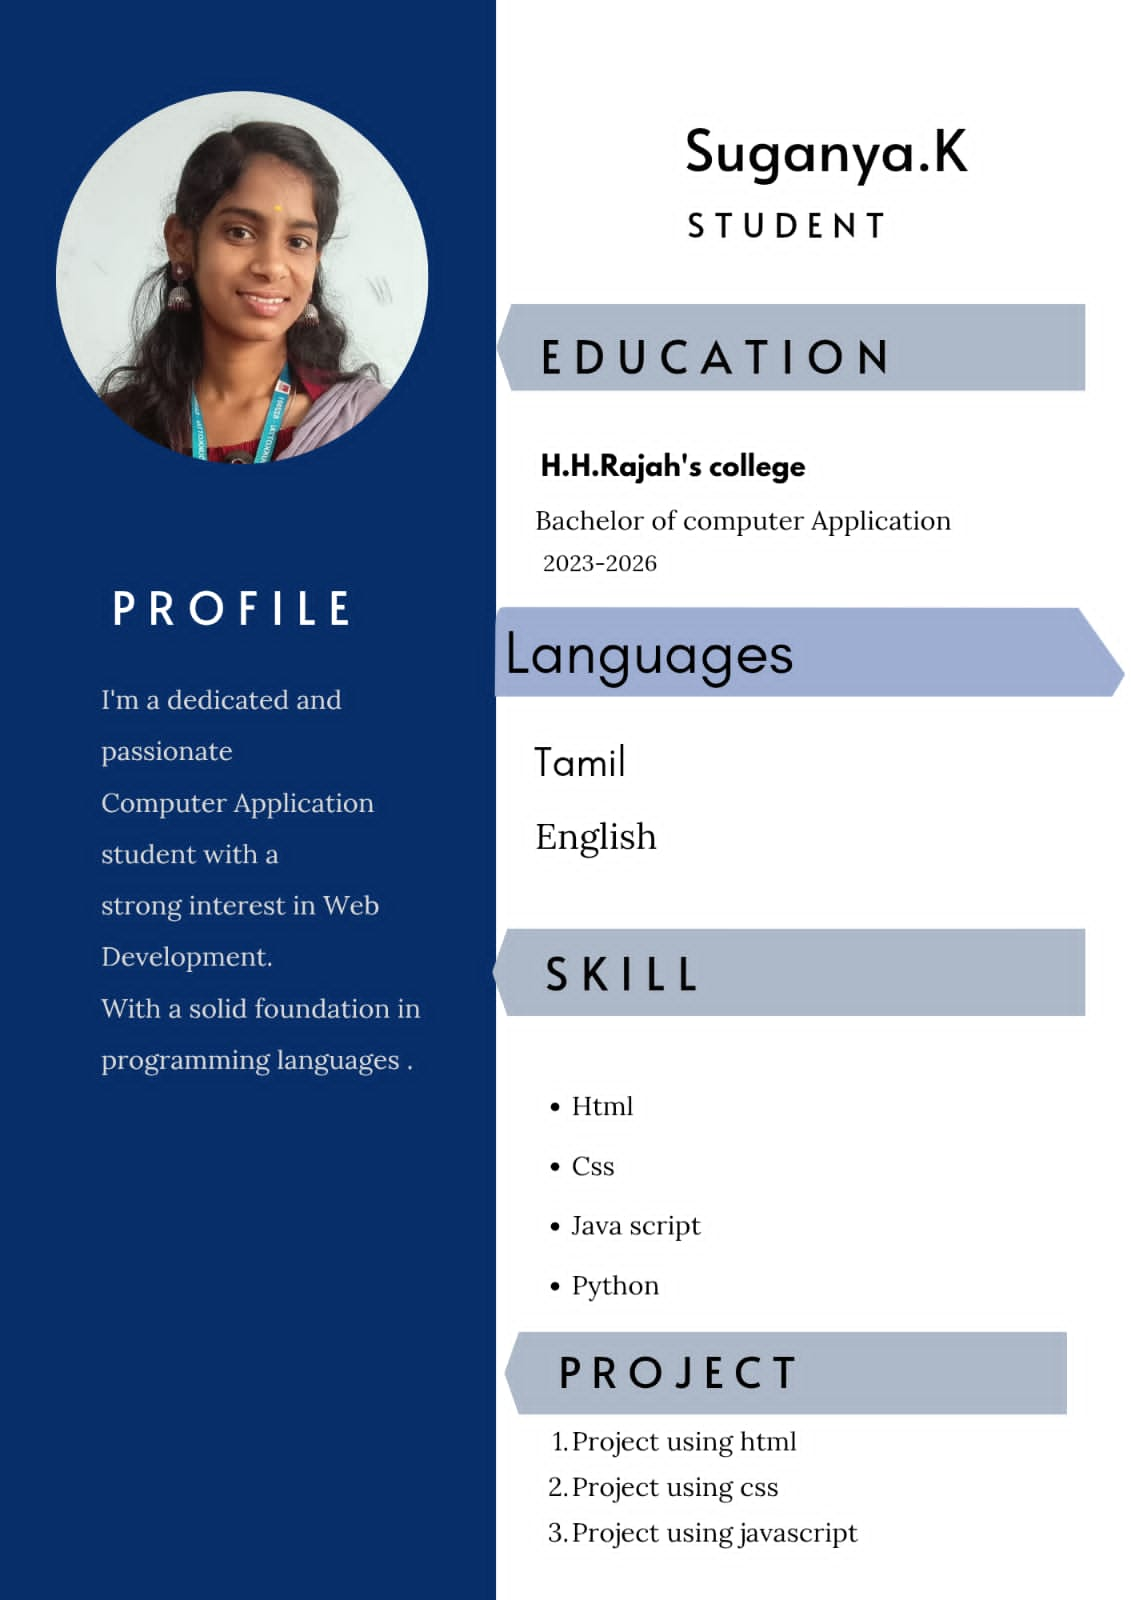 Suganya.K
STUDENT
PROFILE
I'm a dedicated and
passionate
Computer Application
student with a
strong interest in Web
Development.
With a solid foundation in
programming languages .
EDUCATION
H.H.Rajah's college
Bachelor of computer Application
2023-2026
Languages
Tamil
English
SKILL
• Html
• Css
• Java script
• Python
PROJECT
1. Project using html
2. Project using css
3. Project using javascript